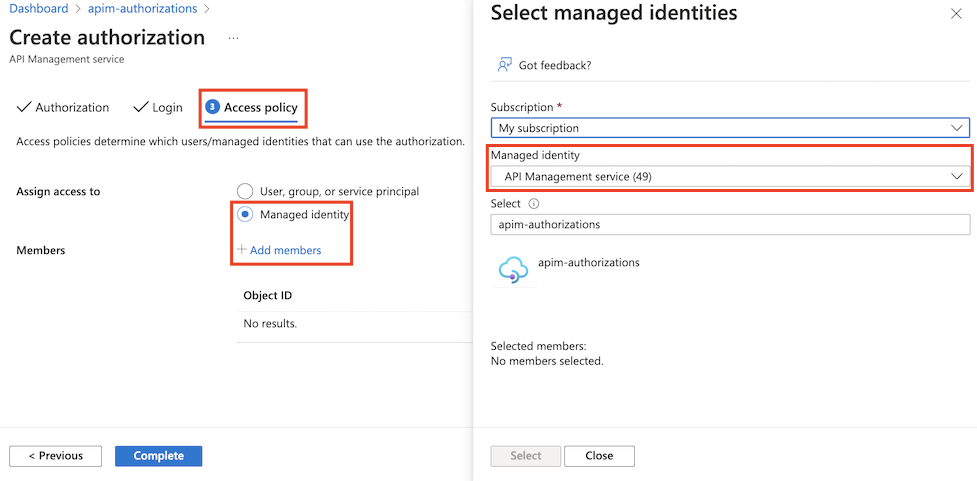 Dashboard > apim-authorizations >
Create authorization ...
API Management service
Authorization
Login
3 Access policy
Access policies determine which users/managed identities that can use the authorization.
Assign access to
User, group, or service principal
Managed identity
Members
+ Add members
Object ID
No results.
< Previous
Complete
Select managed identities
Got feedback?
Subscription *
My subscription
Managed identity
API Management service (49)
Select
apim-authorizations
apim-authorizations
Selected members:
No members selected.
Select
Close